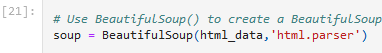 [21]:
# Use BeautifulSoup() to create a BeautifulSoup
soup = BeautifulSoup(html_data,'html.parser')